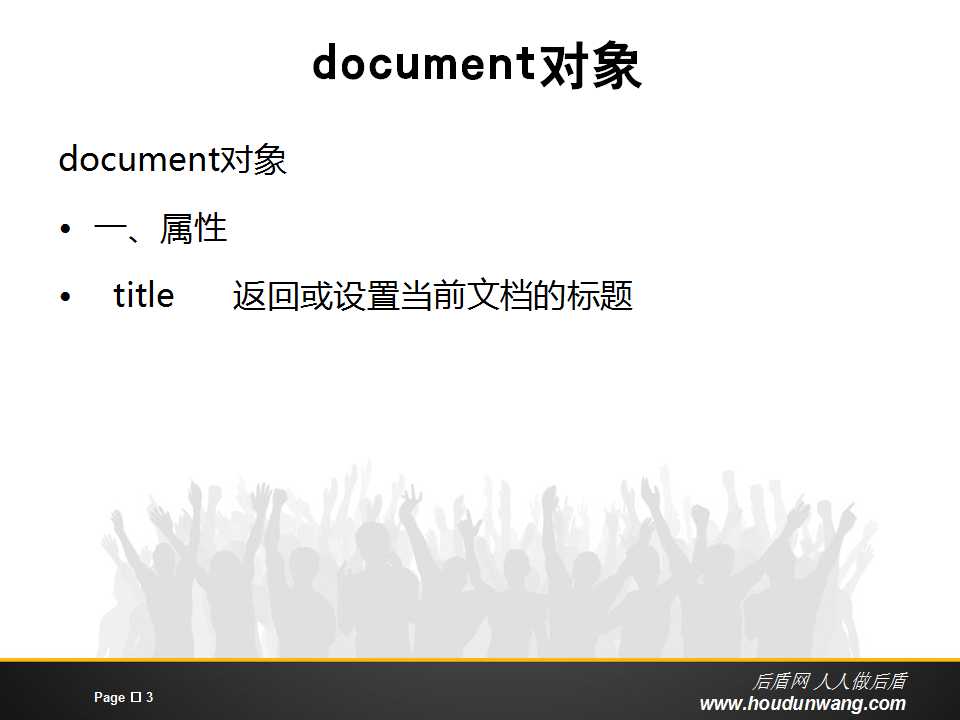 document对象
document对象
• 一、属性
• title 返回或设置当前文档的标题
Page □ 3
后盾网 人人做后盾
www.houdunwang.com